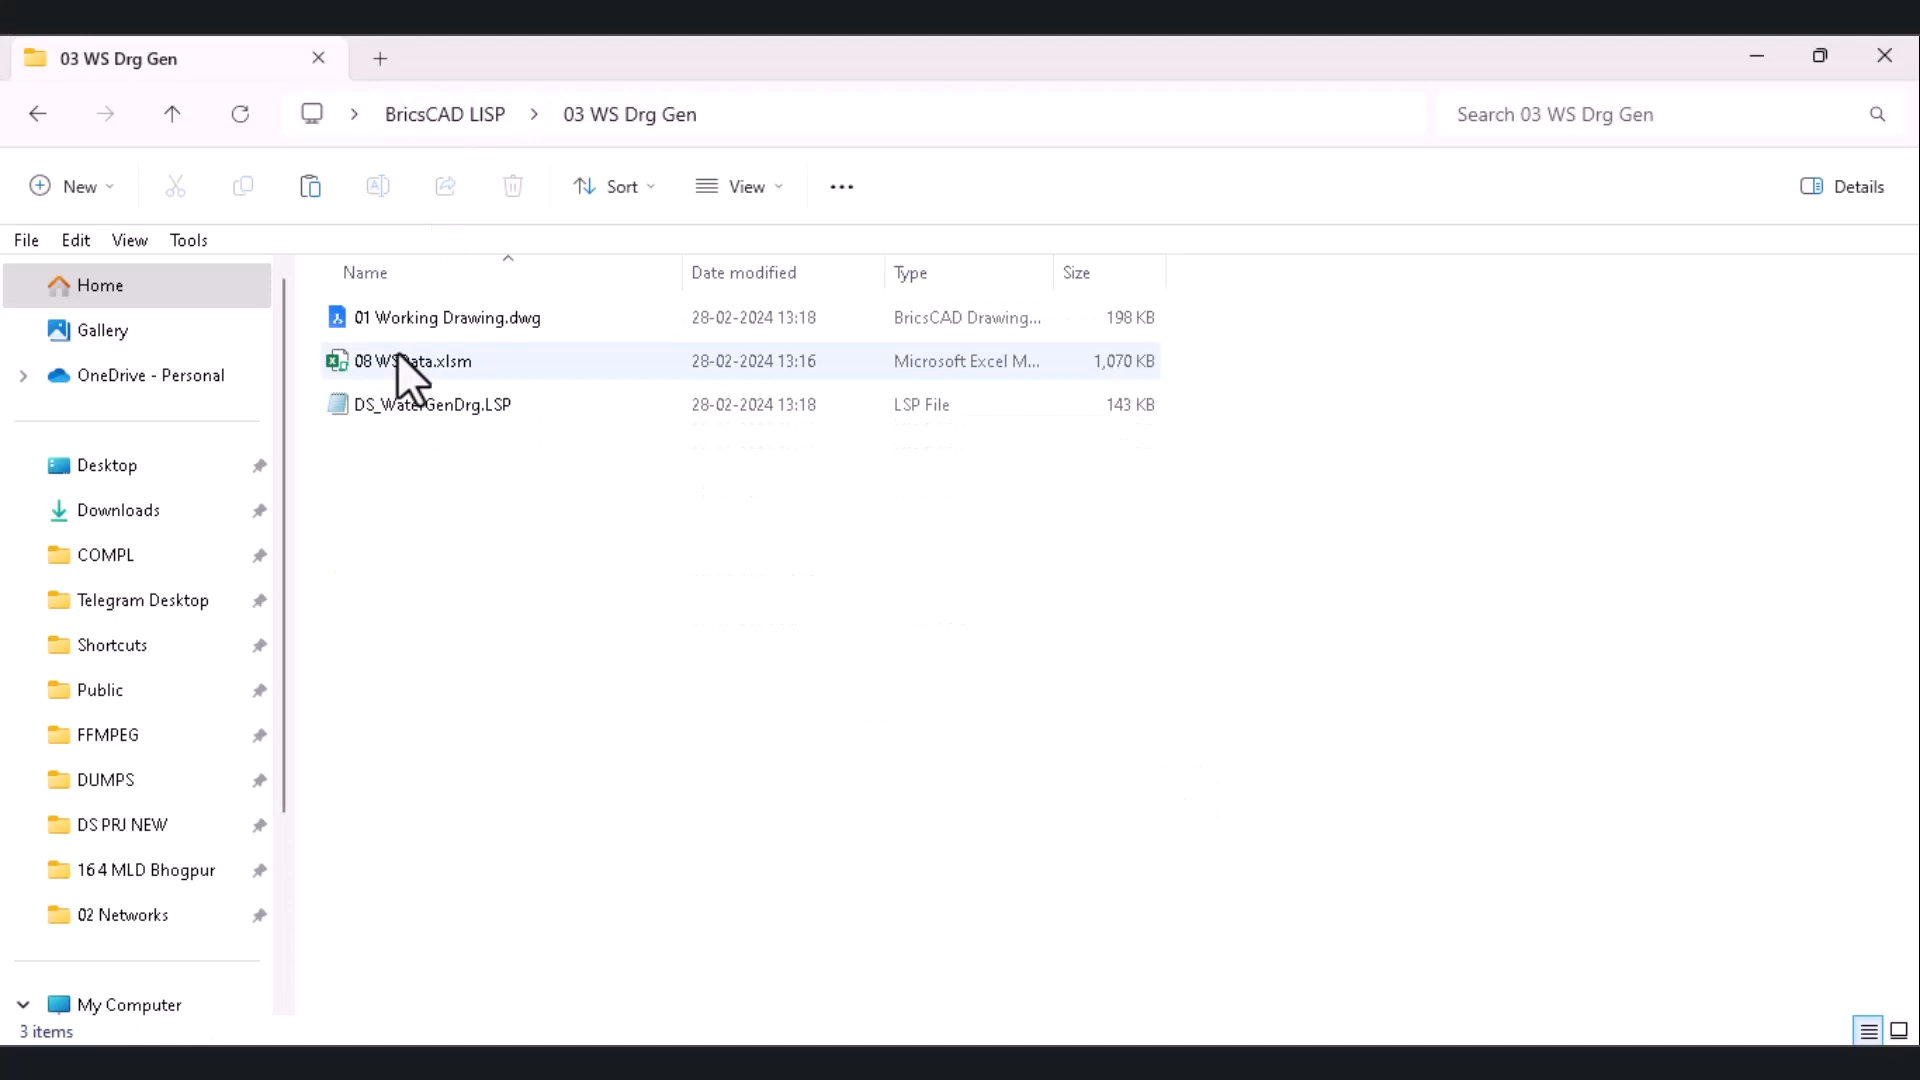 03 WS Drg Gen
BricsCAD LISP 03 WS Drg Gen
Search 03 WS Drg Gen
New Sort View Details
File Edit View Tools
Name Date modified Type Size
01 Working Drawing.dwg 28-02-2024 13:18 BricsCAD Drawing... 198 KB
08 28-02-2024 13:16 Microsoft Excel M... 1,070 KB
DS_WaterGenDrg.LSP 28-02-2024 13:18 LSP File 143 KB
Home
Gallery
OneDrive - Personal
Desktop
Downloads
COMPL
Telegram Desktop
Shortcuts
Public
FFMPEG
DUMPS
DS PRJ NEW
16 4 MLD Bhogpur
02 Networks
My Computer
3 items